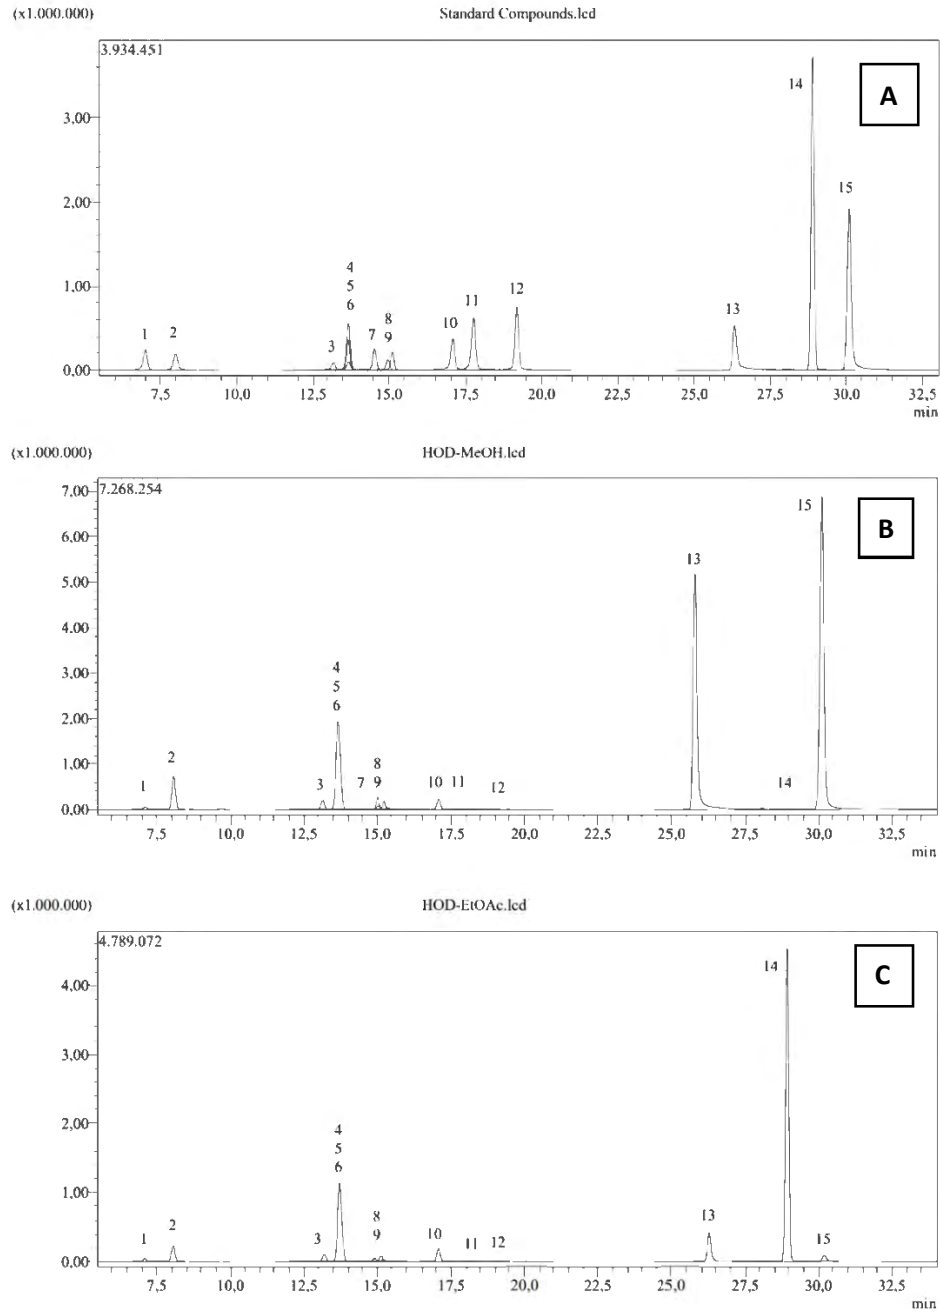 (x1.000.000) Standard Compounds.lcd
3.934.451
A
3,00
2,00
1,00
0,00
1 2 3 4 5 6 7 8 9 10 11 12 13 14 15
7,5 10,0 12,5 15,0 17,5 20,0 22,5 25,0 27,5 30,0 32,5
min
(x1.000.000) HOD-MeOH.lcd
7.268.254
B
7,00
6,00
5,00
4,00
3,00
2,00
1,00
0,00
1 2 3 4 5 6 7 8 9 10 11 12 13 14 15
7,5 10,0 12,5 15,0 17,5 20,0 22,5 25,0 27,5 30,0 32,5
min
(x1.000.000) HOD-EtOAc.lcd
4.789.072
C
4,00
3,00
2,00
1,00
0,00
1 2 3 4 5 6 8 9 10 11 12 13 14 15
7,5 10,0 12,5 15,0 17,5 20,0 22,5 25,0 27,5 30,0 32,5
min